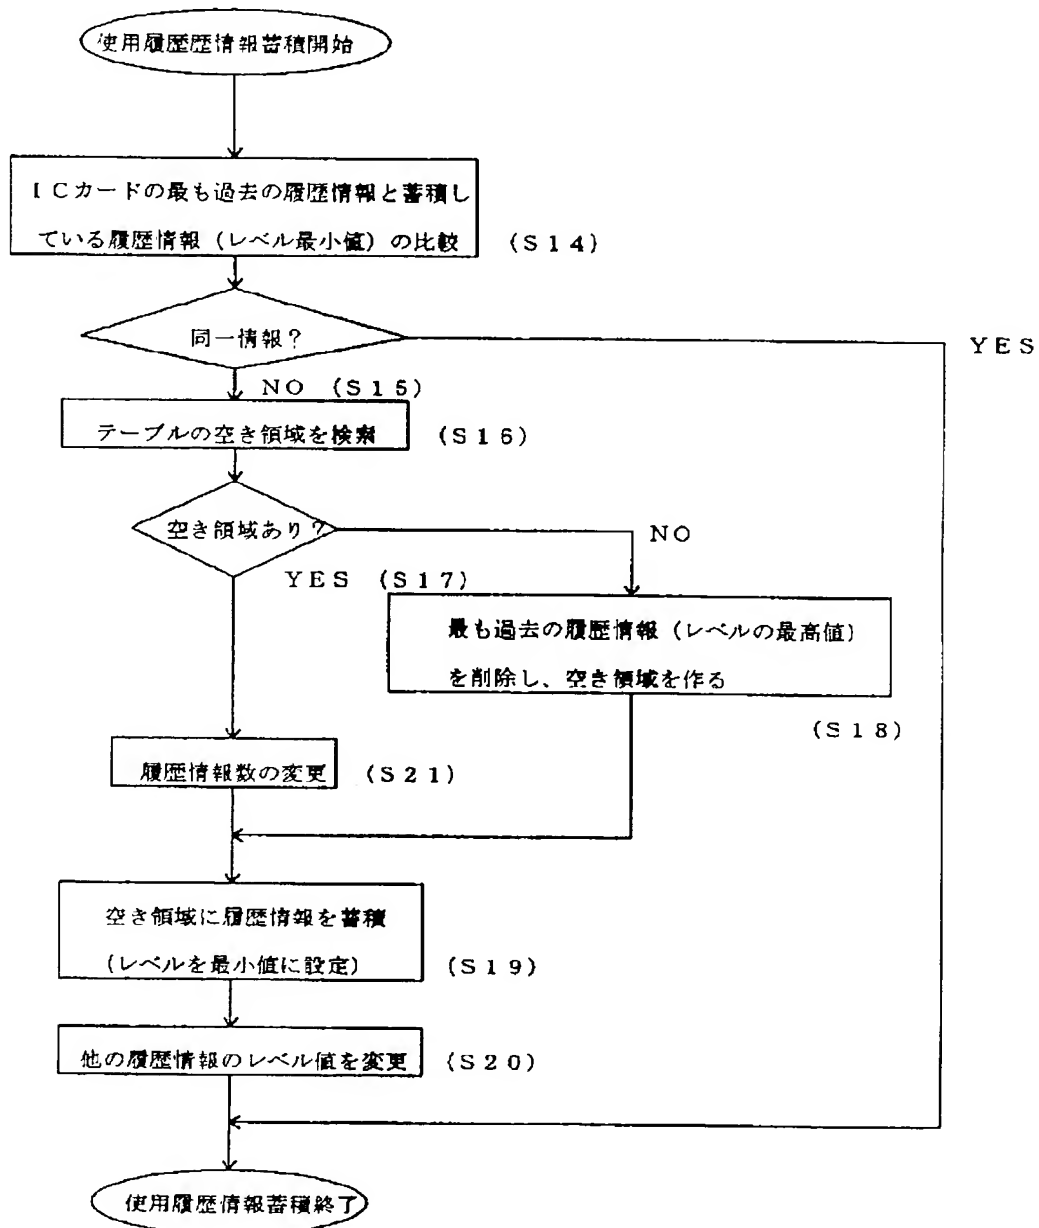 使用履歴歴情報蓄積開始
ICカードの最も過去の履歴情報と蓄積し
ている履歴情報(レベル最小値)の比較
(S14)
同一情報?
YES
NO (S15)
テーブルの空き領域を検索
(S16)
空き領域あり?
NO
YES (S17)
最も過去の履歴情報(レベルの最高値)
を削除し、空き領域を作る
(S18)
履歴情報数の変更
(S21)
空き領域に履歴情報を蓄積
(レベルを最小値に設定)
(S19)
他の履歴情報のレベル値を変更
(S20)
使用履歴情報蓄積終了